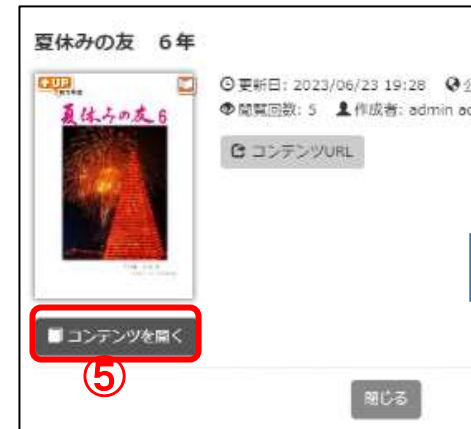 夏休みの友 6年
UP
夏休みの友 6
更新日: 2023/06/23 19:28
閲覧回数: 5 作成者: admin
コンテンツURL
コンテンツを開く
⑤
閉じる